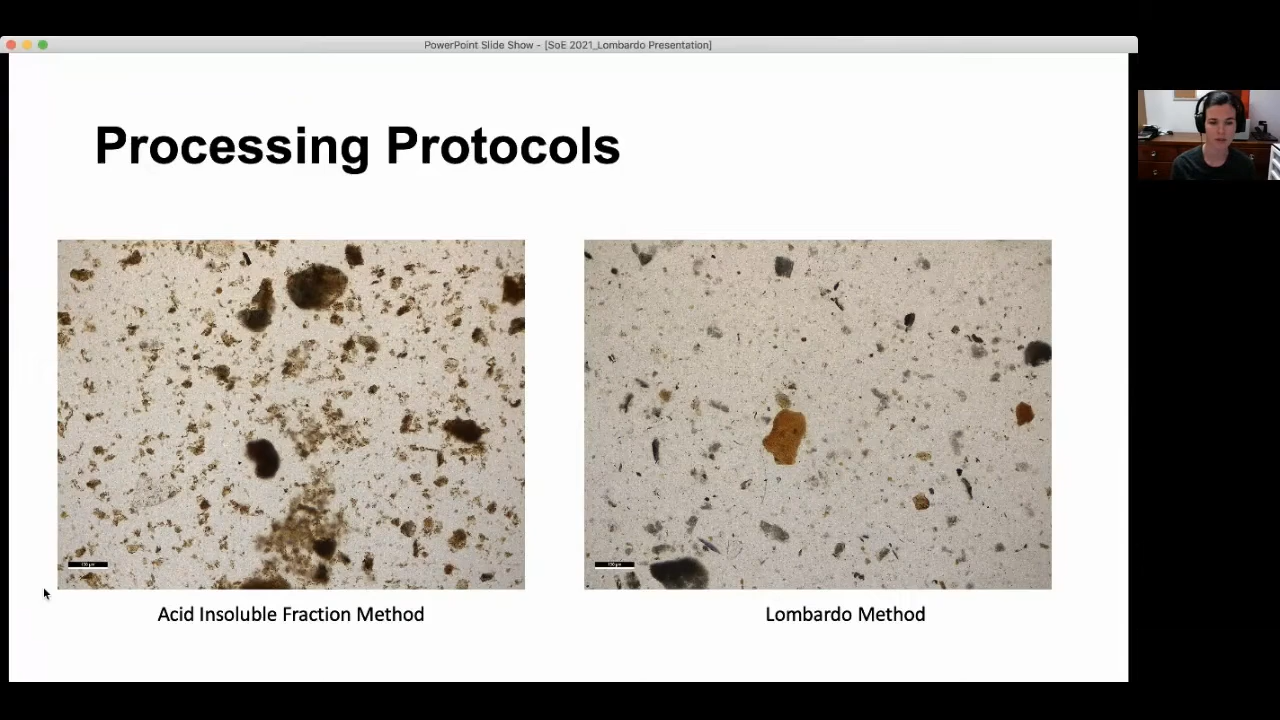 PowerPoint Slide Show - [SoE 2021_Lombardo Presentation]
Processing Protocols
Acid Insoluble Fraction Method
Lombardo Method